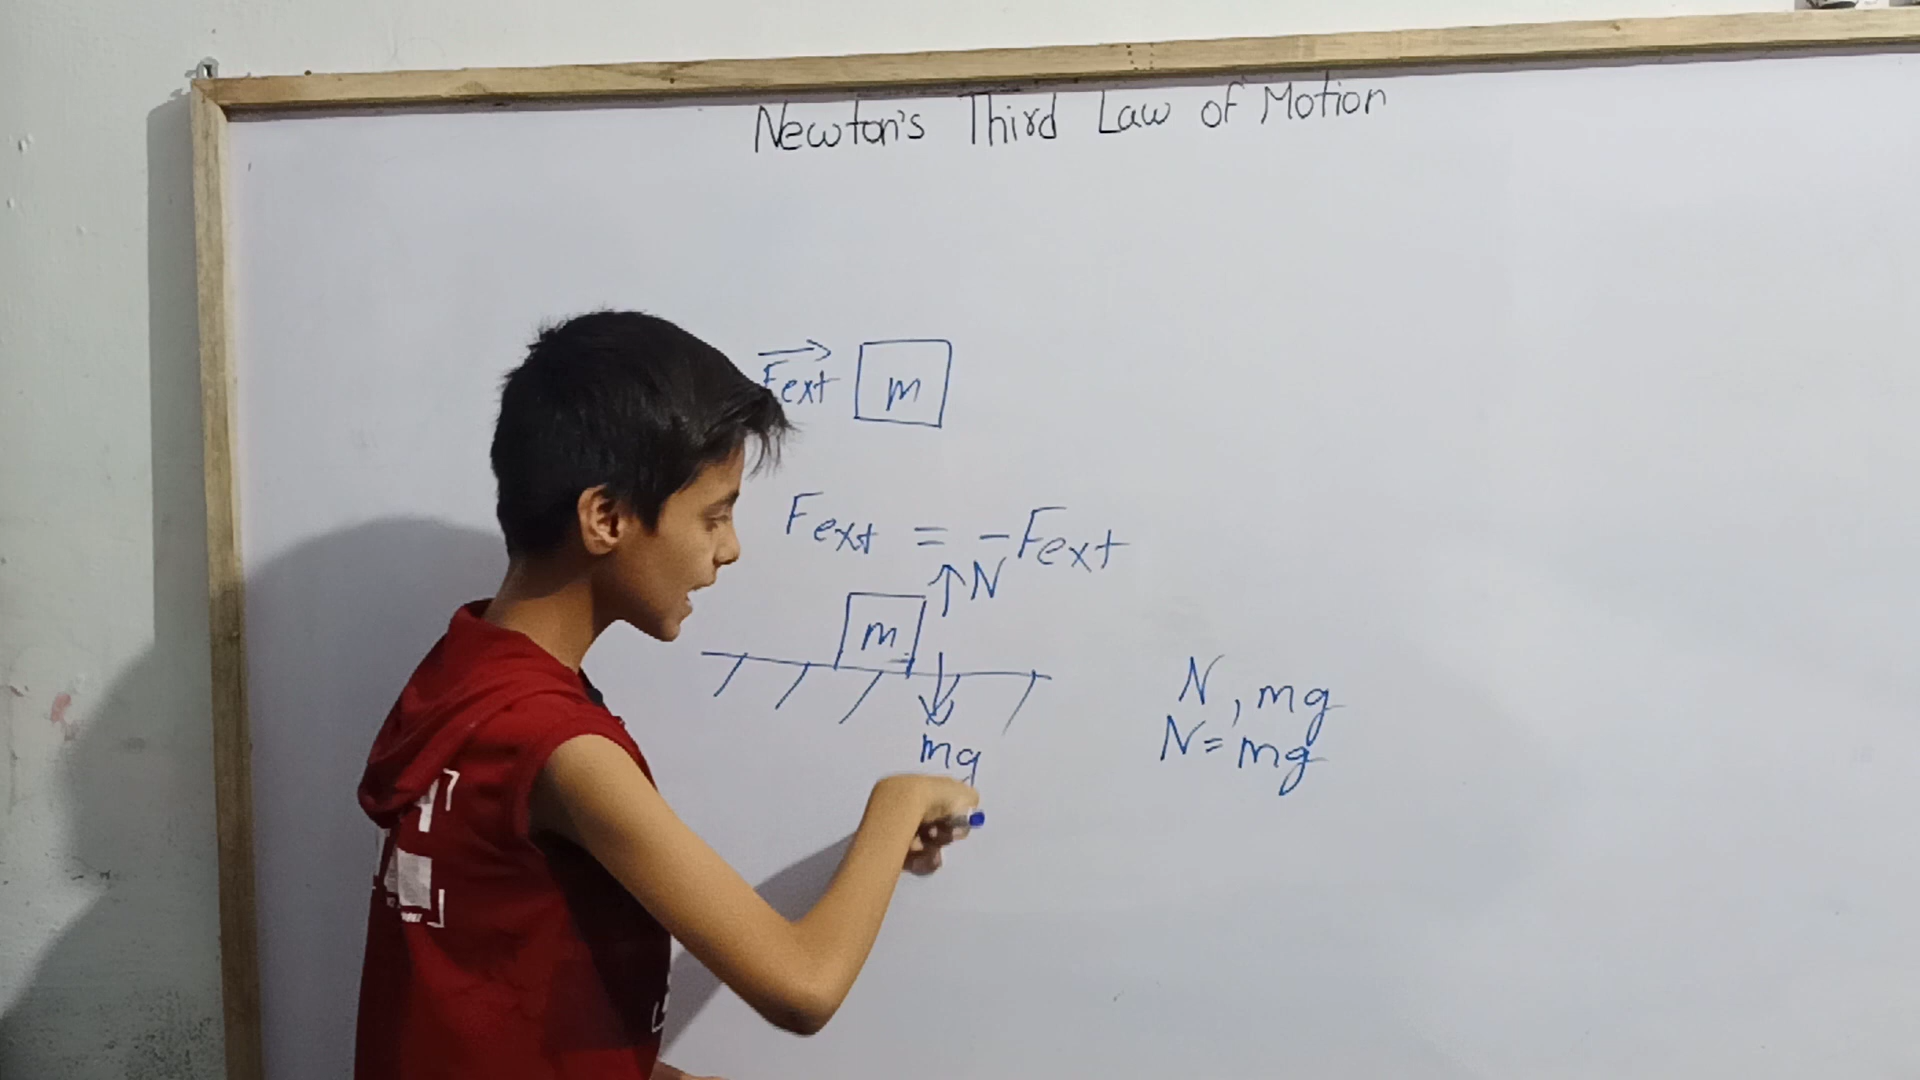 Newton's Third Law of Motion
Fext m
Fext = -Fext
N
m
mg
N, mg
N = mg